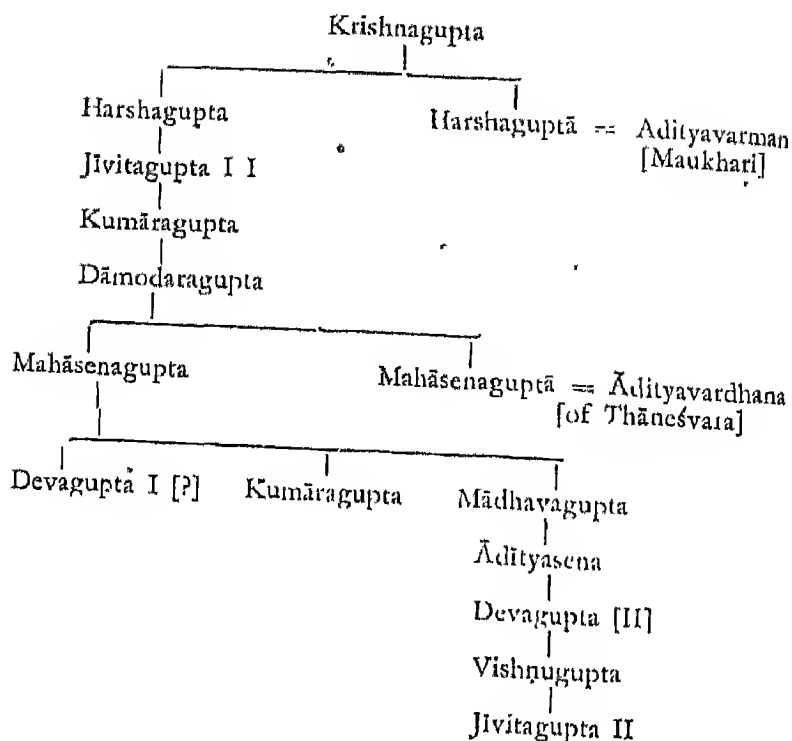 Krishnagupta
Harshagupta Harshaguptā = Adityavarman
[Maukhari]
Jīvitagupta I I
Kumāragupta
Dāmodaragupta
Mahāsenagupta Mahāsenaguptā = Ādityavardhana
[of Thāneśvara]
Devagupta I [?] Kumāragupta Mādhavagupta
Ādītyasena
Devagupta [II]
Vishṇugupta
Jīvitagupta II